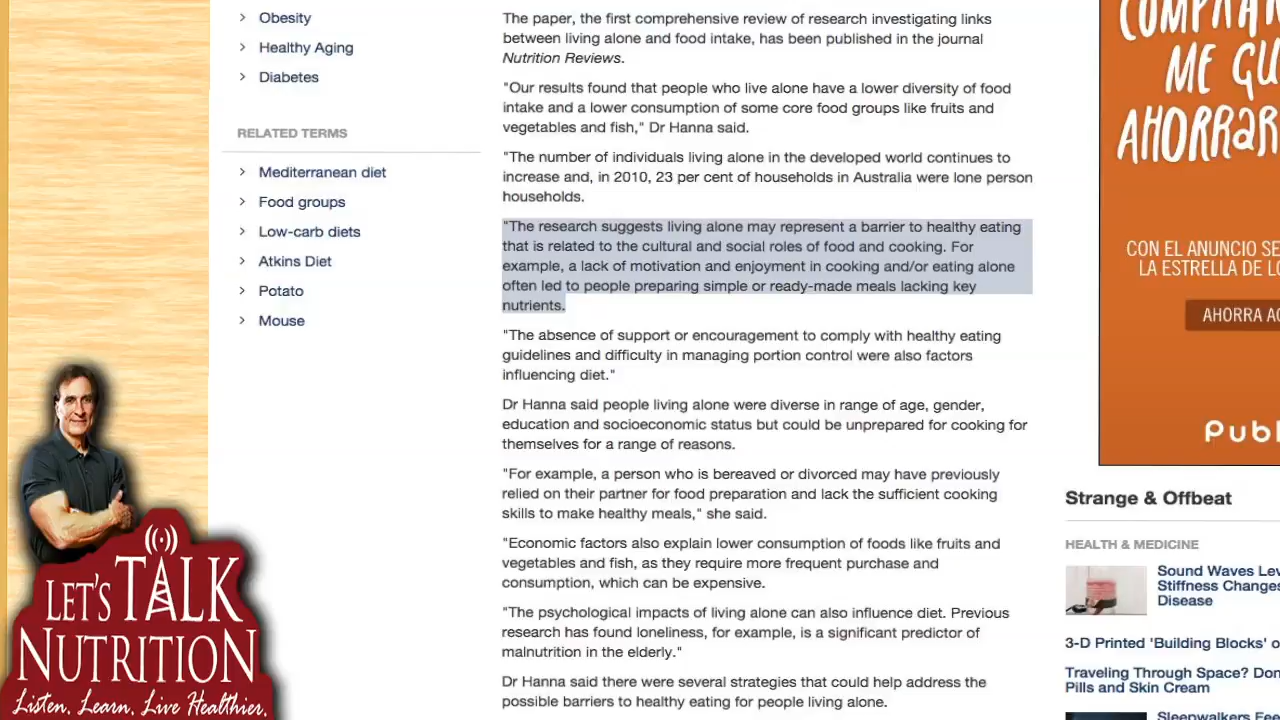 Obesity
Healthy Aging
Diabetes
RELATED TERMS
Mediterranean diet
Food groups
Low-carb diets
Atkins Diet
Potato
Mouse
The paper, the first comprehensive review of research investigating links
between living alone and food intake, has been published in the journal
Nutrition Reviews.
"Our results found that people who live alone have a lower diversity of food
intake and a lower consumption of some core food groups like fruits and
vegetables and fish," Dr Hanna said.
"The number of individuals living alone in the developed world continues to
increase and, in 2010, 23 per cent of households in Australia were lone person
households.
"The research suggests living alone may represent a barrier to healthy eating
that is related to the cultural and social roles of food and cooking. For
example, a lack of motivation and enjoyment in cooking and/or eating alone
often led to people preparing simple or ready-made meals lacking key
nutrients.
"The absence of support or encouragement to comply with healthy eating
guidelines and difficulty in managing portion control were also factors
influencing diet."
Dr Hanna said people living alone were diverse in range of age, gender,
education and socioeconomic status but could be unprepared for cooking for
themselves for a range of reasons.
"For example, a person who is bereaved or divorced may have previously
relied on their partner for food preparation and lack the sufficient cooking
skills to make healthy meals," she said.
"Economic factors also explain lower consumption of foods like fruits and
vegetables and fish, as they require more frequent purchase and
consumption, which can be expensive.
"The psychological impacts of living alone can also influence diet. Previous
research has found loneliness, for example, is a significant predictor of
malnutrition in the elderly."
Dr Hanna said there were several strategies that could help address the
possible barriers to healthy eating for people living alone.
ME GU
AHORRAR
CON EL ANUNCIO SE
LA ESTRELLA DE LO
AHORRA AC
Publ
Strange & Offbeat
HEALTH & MEDICINE
Sound Waves Lev
Stiffness Changes
Disease
3-D Printed 'Building Blocks' o
Traveling Through Space? Don
Pills and Skin Cream
Sleepwalkers Fee
LET'S TALK
NUTRITION
Listen. Learn. Live Healthier.